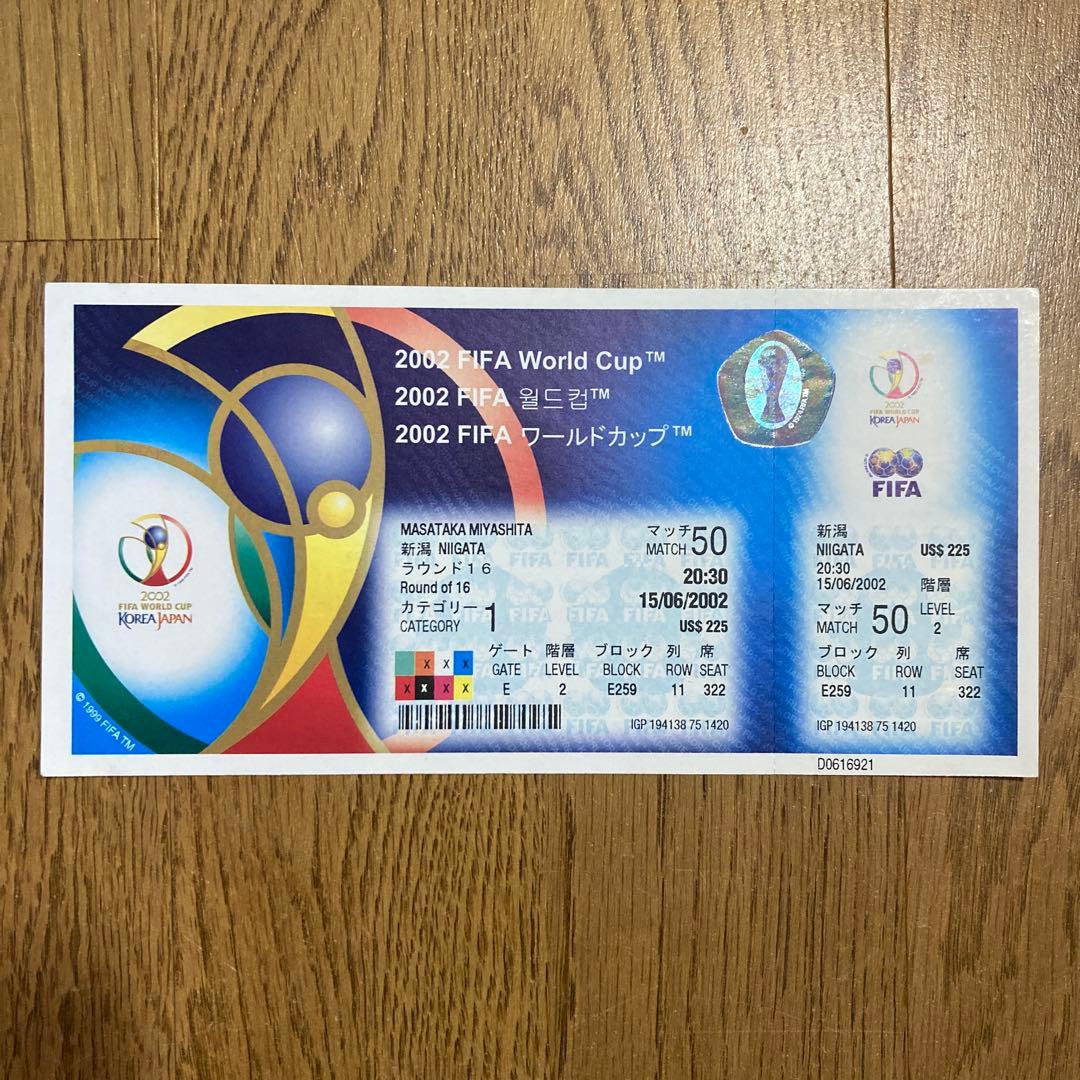 2002 FIFA World Cup™
2002 FIFA 월드컵™
2002 FIFA ワールドカップ™
2002
FIFA WORLD CUP
KOREA JAPAN
© 1999 FIFA TM
MASATAKA MIYASHITA
新潟 NIIGATA
ラウンド16
Round of 16
カテゴリー
CATEGORY 1
マッチ
MATCH 50
20:30
15/06/2002
US$ 225
ゲート 階層 ブロック 列 席
GATE LEVEL BLOCK ROW SEAT
E 2 E259 11 322
X X X
X X X X
IGP 194138 75 1420
2002
FIFA WORLD CUP
KOREA JAPAN
FIFA
新潟
NIIGATA US$ 225
20:30
15/06/2002 階層
マッチ LEVEL
MATCH 50 2
ブロック 列 席
BLOCK ROW SEAT
E259 11 322
IGP 194138 75 1420
D0616921